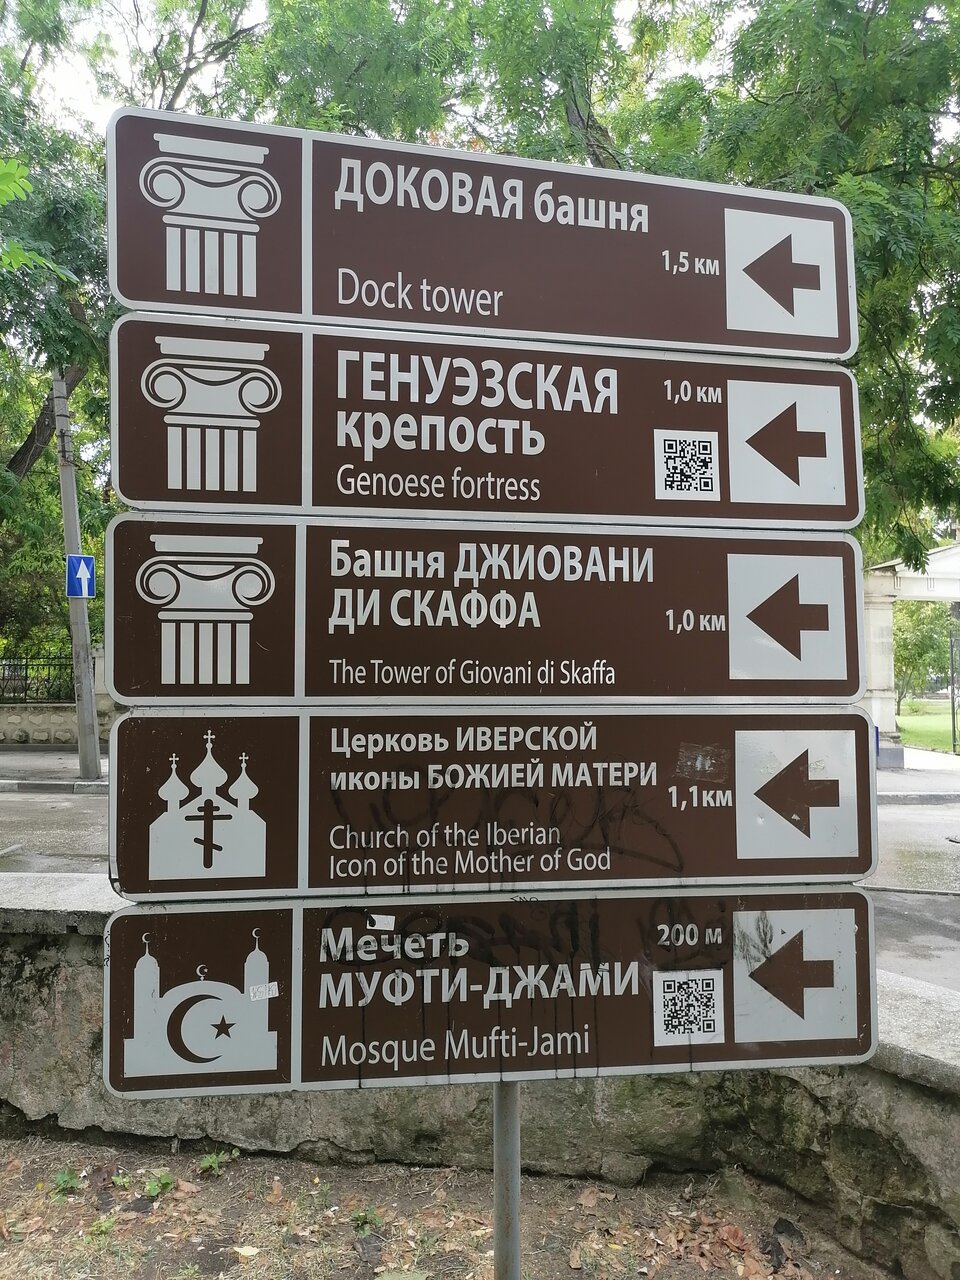 ДОКОВАЯ башня
1,5 км
Dock tower
ГЕНУЭЗСКАЯ
1,0 км
крепость
Genoese fortress
Башня ДЖИОВАНИ
ДИ СКАФФА
1,0 км
The Tower of Giovani di Skaffa
Церковь ИВЕРСКОЙ
иконы БОЖИЕЙ МАТЕРИ
1,1км
Church of the Iberian
Icon of the Mother of God
Мечеть
200 м
МУФТИ-ДЖАМИ
Mosque Mufti-Jami